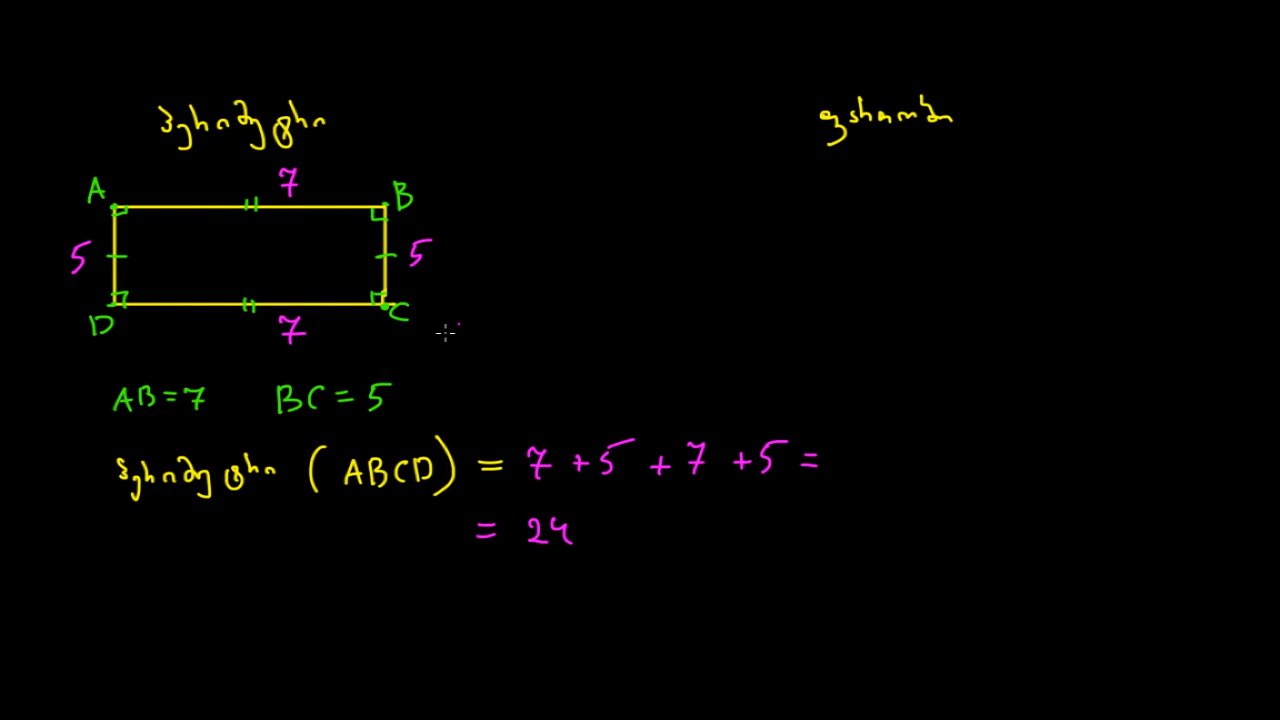 პერიმეტრი
ფართობი
A 7 B
5 5
D 7 C
AB=7 BC=5
პერიმეტრი (ABCD) = 7+5+7+5=
= 24